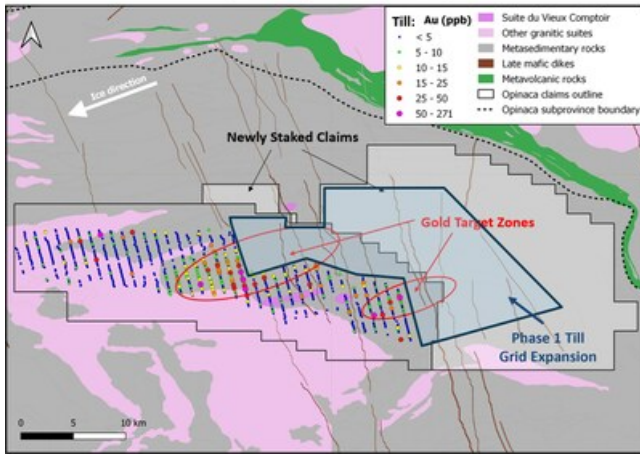 Till: Au (ppb)
< 5
5 - 10
10 - 15
15 - 25
25 - 50
50 - 271
Suite du Vieux Comptoir
Other granitic suites
Metasedimentary rocks
Late mafic dikes
Metavolcanic rocks
Opinaca claims outline
Opinaca subprovince boundary
Ice direction
Newly Staked Claims
Gold Target Zones
Phase 1 Till
Grid Expansion
0 5 10 km